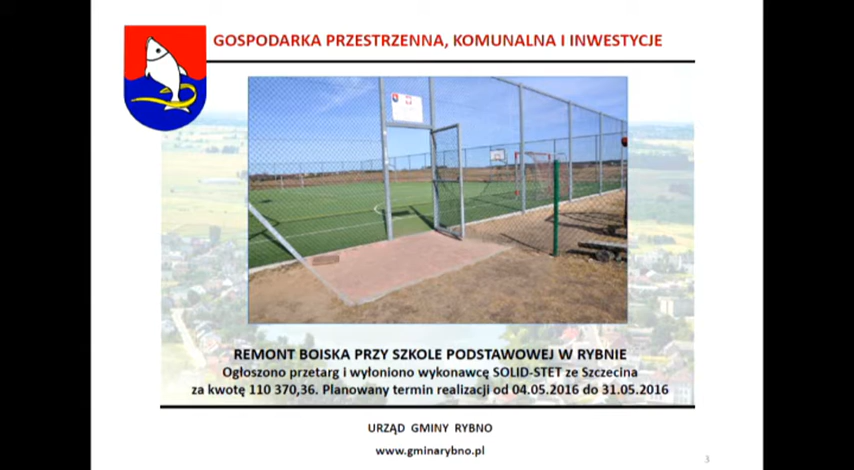 GOSPODARKA PRZESTRZENNA, KOMUNALNA I INWESTYCJE
REMONT BOISKA PRZY SZKOLE PODSTAWOWEJ W RYBNIE
Ogłoszono przetarg i wyłoniono wykonawcę SOLID-STET ze Szczecina
za kwotę 110 370,36. Planowany termin realizacji od 04.05.2016 do 31.05.2016
URZĄD GMINY RYBNO
www.gminarybno.pl
3